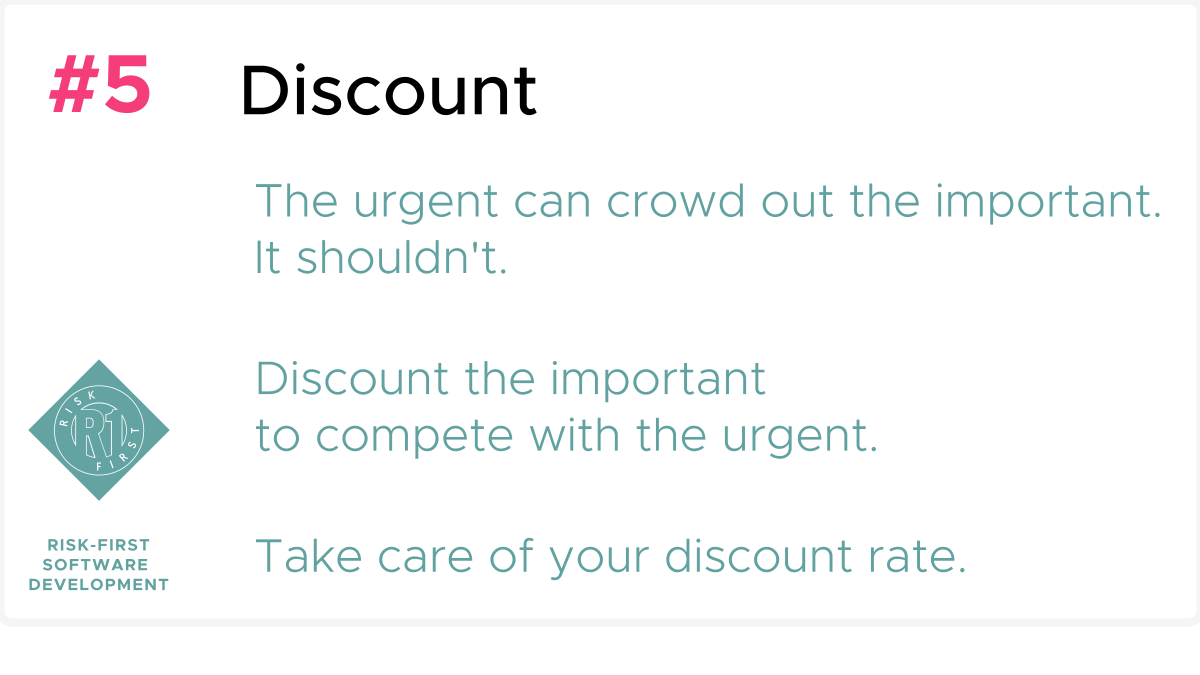 #5
Discount
The urgent can crowd out the important.
It shouldn't.
Discount the important
to compete with the urgent.
Take care of your discount rate.
RISK
R1
FIRST
RISK-FIRST
SOFTWARE
DEVELOPMENT